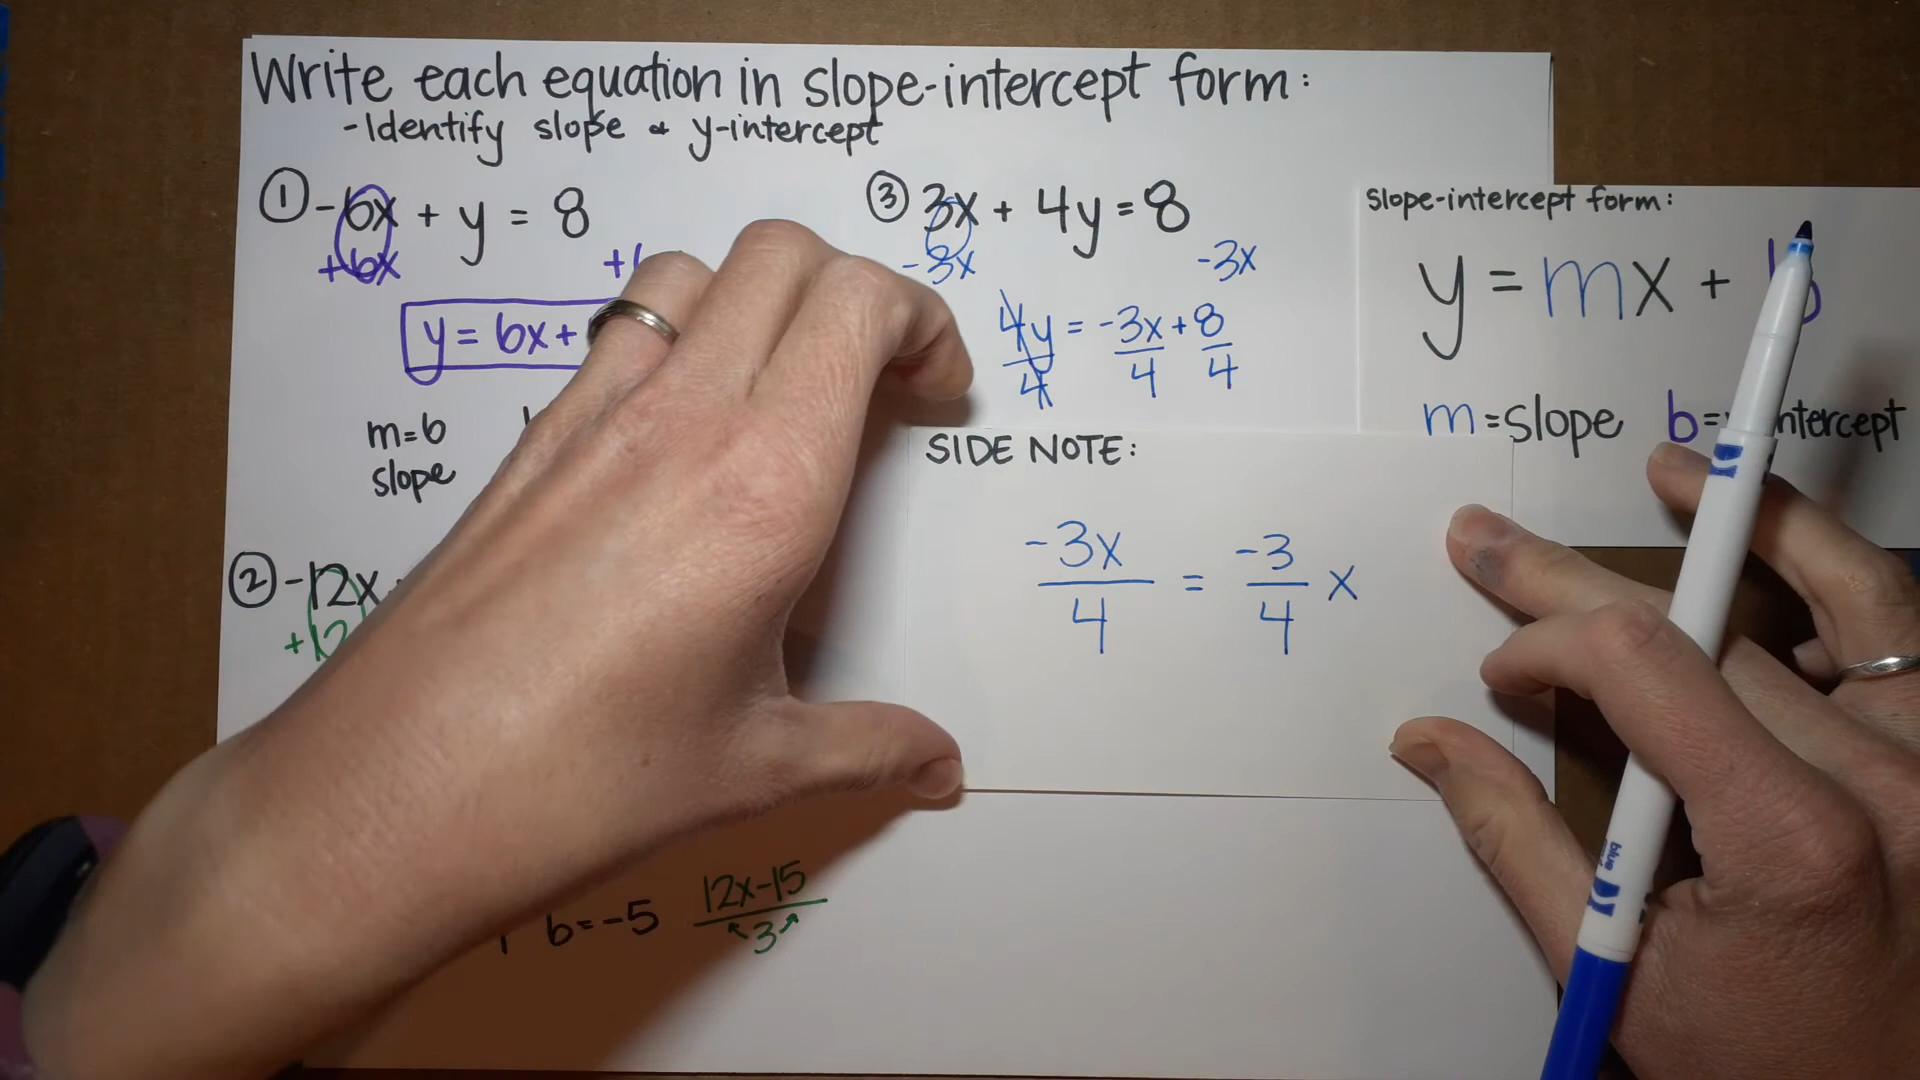 Write each equation in slope-intercept form:
-Identify slope & y-intercept
① -6x + y = 8
+6x
y = 6x+
m=6
slope
② -12x
+12
b=-5
12x-15
3
③ 3x + 4y = 8
-3x -3x
4y = -3x + 8
4 4 4
SIDE NOTE:
-3x = -3 x
4 4
slope-intercept form:
y = mx + b
m=slope b= intercept
blue